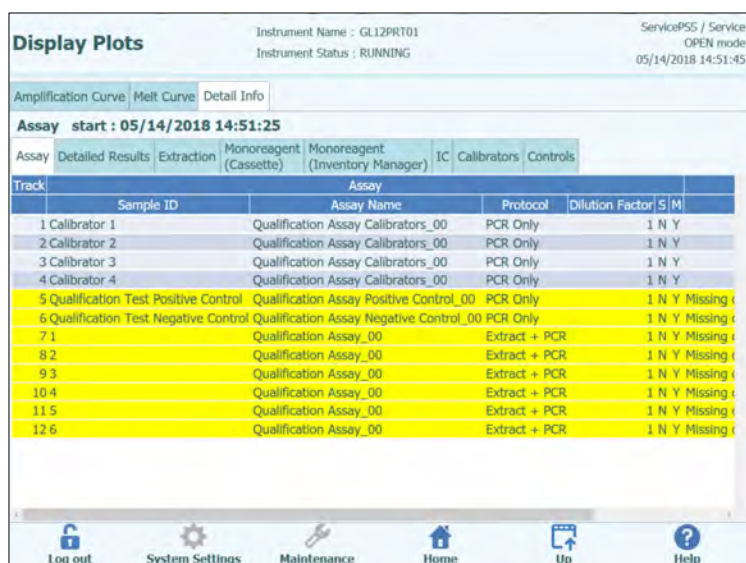 Display Plots
Instrument Name : GL12PRT01
Instrument Status : RUNNING
ServicePSS / Service
OPEN mode
05/14/2018 14:51:45
Amplification Curve Melt Curve Detail Info
Assay start : 05/14/2018 14:51:25
Assay Detailed Results Extraction Monoreagent (Cassette) Monoreagent (Inventory Manager) IC Calibrators Controls
Track Assay
Sample ID Assay Name Protocol Dilution Factor S M
1 Calibrator 1 Qualification Assay Calibrators_00 PCR Only 1 N Y
2 Calibrator 2 Qualification Assay Calibrators_00 PCR Only 1 N Y
3 Calibrator 3 Qualification Assay Calibrators_00 PCR Only 1 N Y
4 Calibrator 4 Qualification Assay Calibrators_00 PCR Only 1 N Y
5 Qualification Test Positive Control Qualification Assay Positive Control_00 PCR Only 1 N Y Missing
6 Qualification Test Negative Control Qualification Assay Negative Control_00 PCR Only 1 N Y Missing
7 1 Qualification Assay_00 Extract + PCR 1 N Y Missing
8 2 Qualification Assay_00 Extract + PCR 1 N Y Missing
9 3 Qualification Assay_00 Extract + PCR 1 N Y Missing
10 4 Qualification Assay_00 Extract + PCR 1 N Y Missing
11 5 Qualification Assay_00 Extract + PCR 1 N Y Missing
12 6 Qualification Assay_00 Extract + PCR 1 N Y Missing
Log out System Settings Maintenance Home Up Help